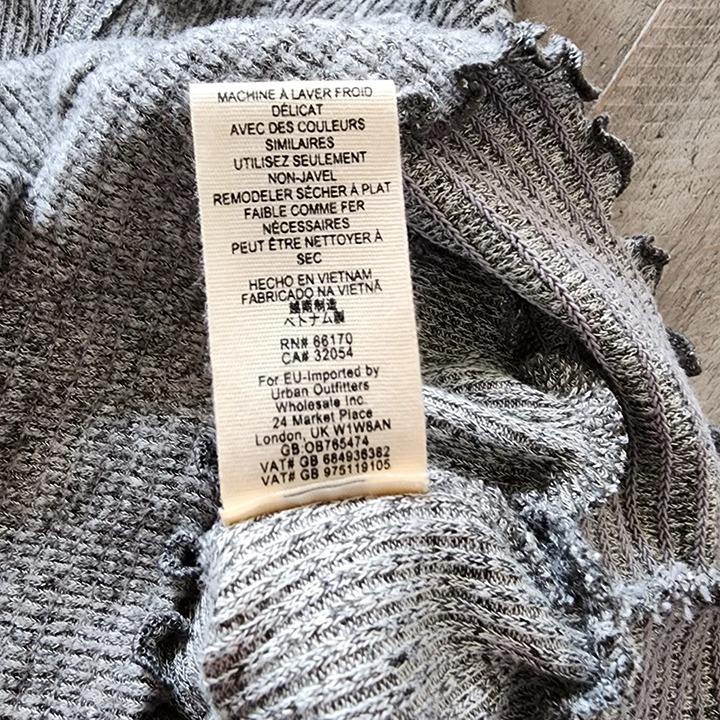 MACHINE À LAVER FROID
DÉLICAT
AVEC DES COULEURS
SIMILAIRES
UTILISEZ SEULEMENT
NON-JAVEL
REMODELER SÉCHER À PLAT
FAIBLE COMME FER
NÉCESSAIRES
PEUT ÊTRE NETTOYER À
SEC
HECHO EN VIETNAM
FABRICADO NA VIETNÃ
越南制造
ベトナム製
RN# 66170
CA# 32054
For EU-Imported by
Urban Outfitters
Wholesale Inc.
24 Market Place
London, UK W1W8AN
GB:OB765474
VAT# GB 684936382
VAT# GB 975119105